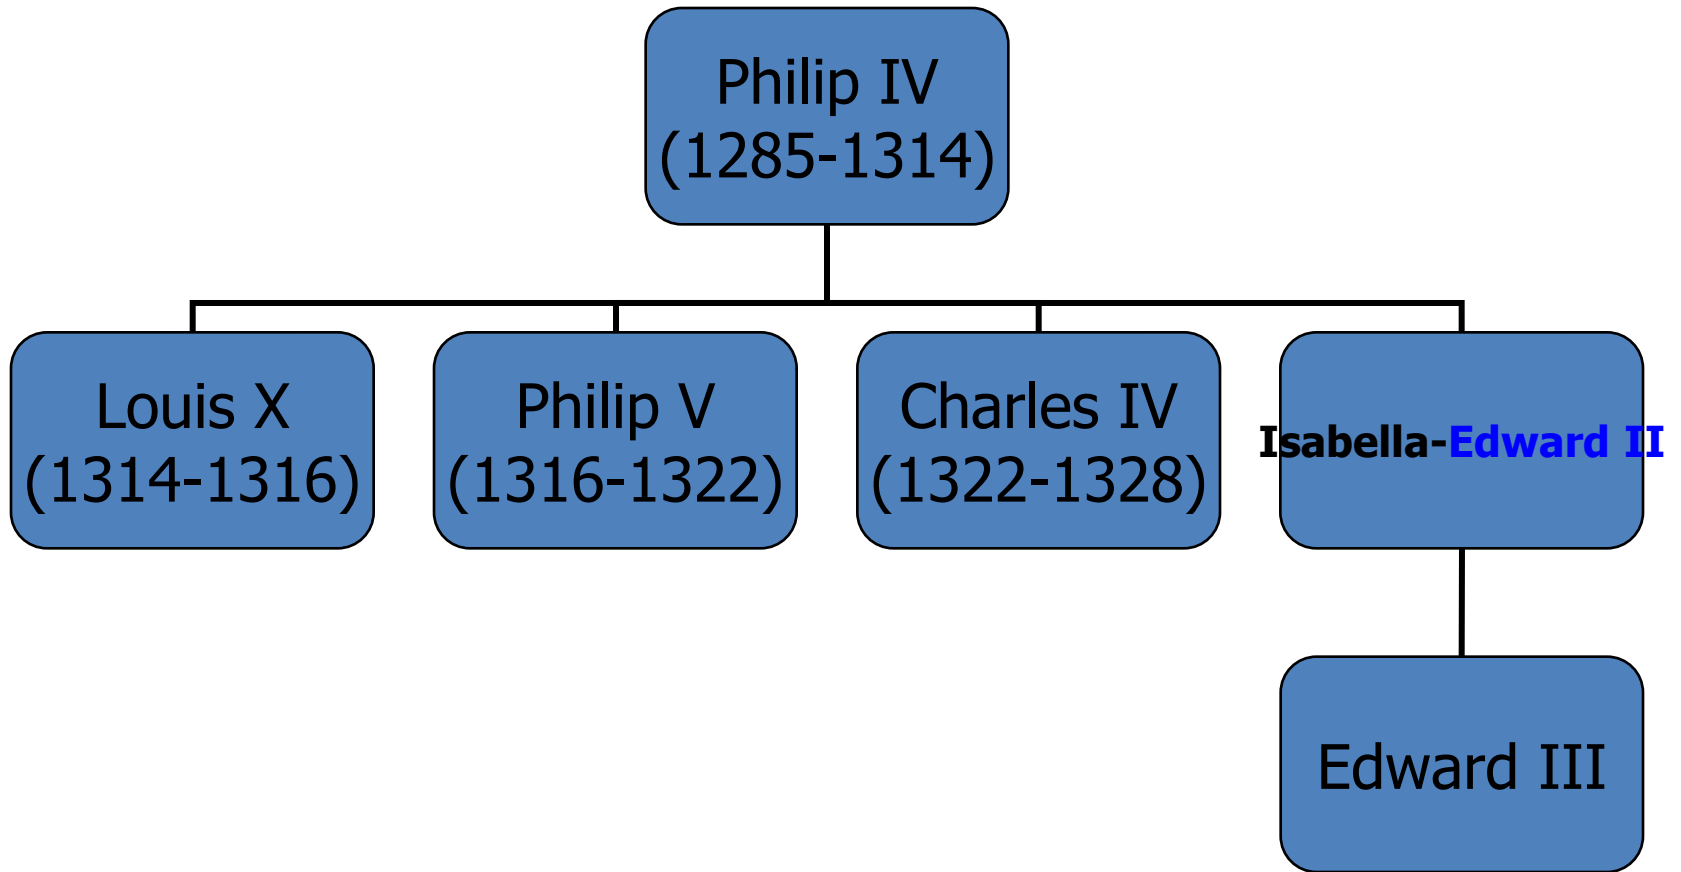 Philip IV
(1285-1314)
Louis X
(1314-1316)
Philip V
(1316-1322)
Charles IV
(1322-1328)
Isabella-Edward II
Edward III